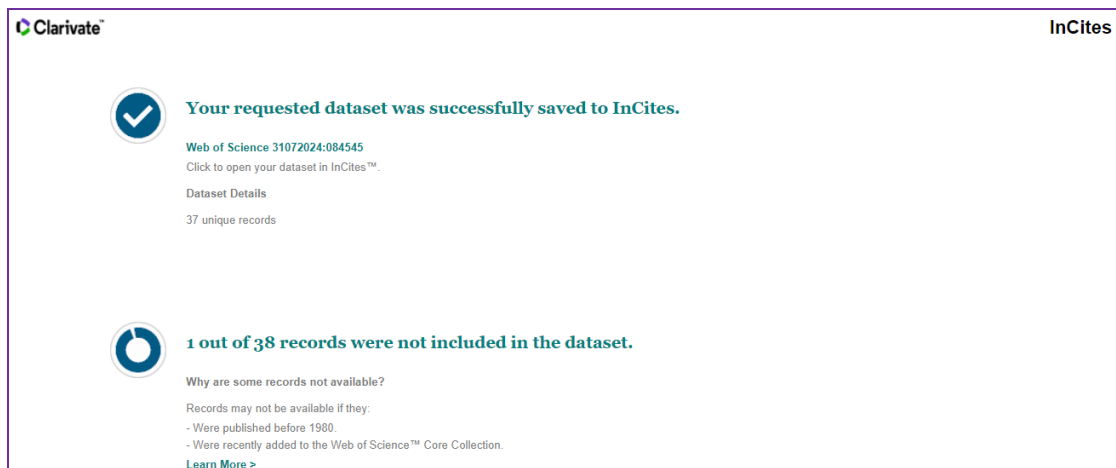 Clarivate™
InCites
Your requested dataset was successfully saved to InCites.
Web of Science 31072024:084545
Click to open your dataset in InCites™.
Dataset Details
37 unique records
1 out of 38 records were not included in the dataset.
Why are some records not available?
Records may not be available if they:
- Were published before 1980.
- Were recently added to the Web of Science™ Core Collection.
Learn More >